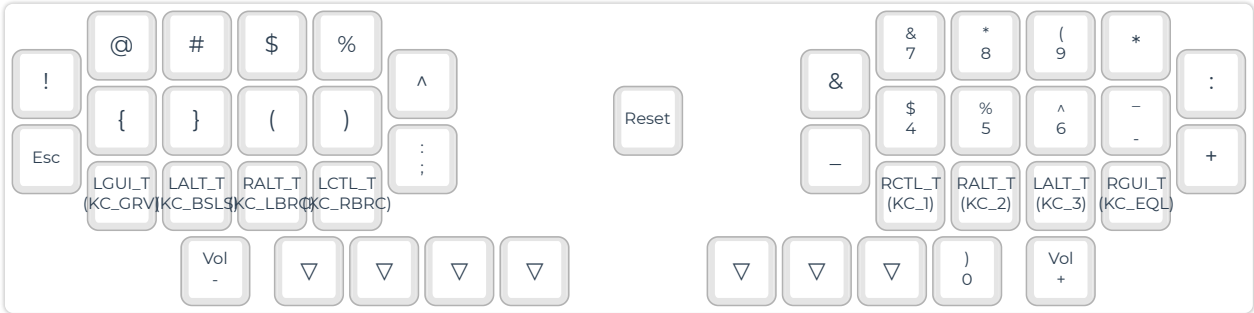 @ # $ % & * ( *
7 8 9
! ^ & :
{ } ( ) Reset $ % ^ _
4 5 6 -
Esc : _ +
;
LGUI_T LALT_T RALT_T LCTL_T RCTL_T RALT_T LALT_T RGUI_T
(KC_GRV) (KC_BSLS) (KC_LBRC) (KC_RBRC) (KC_1) (KC_2) (KC_3) (KC_EQL)
Vol ▽ ▽ ▽ ▽ ▽ ▽ ▽ ) Vol
- 0 +